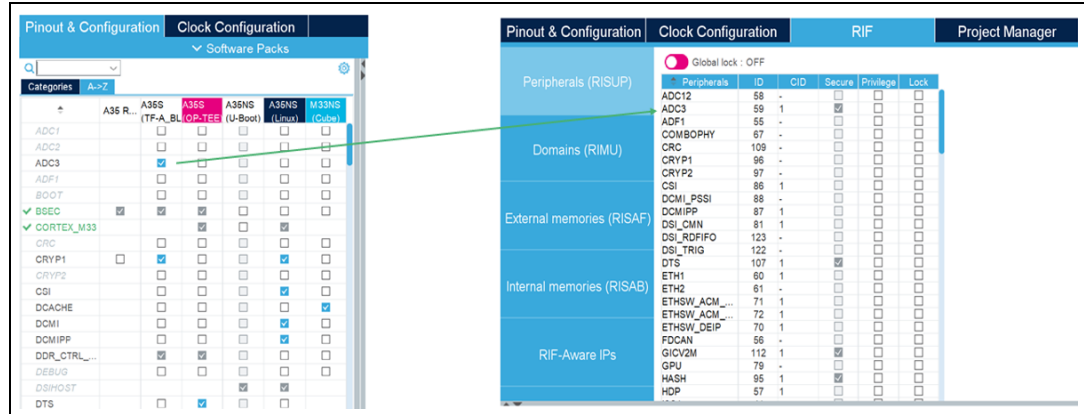 Pinout & Configuration Clock Configuration
Software Packs
Categories A->Z
A35 R... A35S (TF-A_BL A35S (OP-TEE) A35NS (U-Boot) A35NS (Linux) M33NS (Cube)
ADC1
ADC2
ADC3
ADF1
BOOT
BSEC
CORTEX_M33
CRC
CRYP1
CRYP2
CSI
DCACHE
DCMI
DCMIPP
DDR_CTRL_...
DEBUG
DSIHOST
DTS
Pinout & Configuration Clock Configuration RIF Project Manager
Peripherals (RISUP)
Domains (RIMU)
External memories (RISAF)
Internal memories (RISAB)
RIF-Aware IPs
Global lock : OFF
Peripherals ID CID Secure Privilege Lock
ADC12 58 -
ADC3 59 1
ADF1 55 -
COMBOPHY 67 -
CRC 109 -
CRYP1 96 -
CRYP2 97 -
CSI 86 1
DCMI_PSSI 88 -
DCMIPP 87 1
DSI_CMN 81 1
DSI_RDFIFO 123 -
DSI_TRIG 122 -
DTS 107 1
ETH1 60 1
ETH2 61 -
ETHSW_ACM_... 71 1
ETHSW_ACM_... 72 1
ETHSW_DEIP 70 1
FDCAN 56 -
GICV2M 112 1
GPU 79 -
HASH 95 1
HDP 57 1